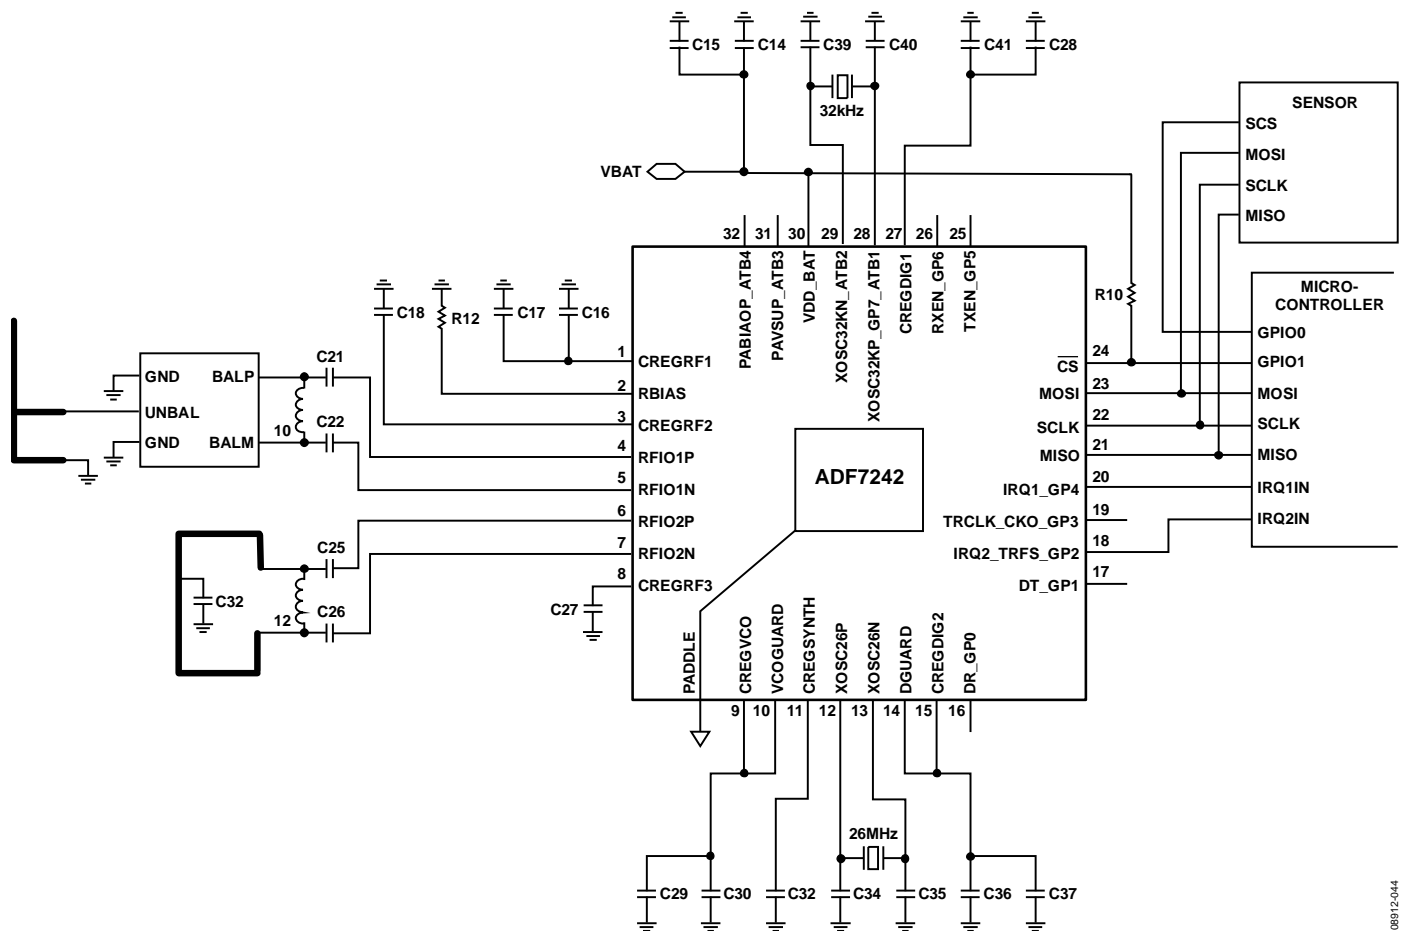 C15
C14
C39
C40
C41
C28
32kHz
VBAT
SENSOR
SCS
MOSI
SCLK
MISO
32
31
30
29
28
27
26
25
PABIAOP_ATB4
PAVSUP_ATB3
VDD_BAT
XOSC32KN_ATB2
XOSC32KP_GP7_ATB1
CREGDIG1
RXEN_GP6
TXEN_GP5
R10
MICRO-
CONTROLLER
GPIO0
GPIO1
MOSI
SCLK
MISO
IRQ1IN
IRQ2IN
C18
R12
C17
C16
GND
BALP
UNBAL
GND
BALM
C21
10
C22
C25
12
C26
C32
C27
1
CREGRF1
2
RBIAS
3
CREGRF2
4
RFIO1P
5
RFIO1N
6
RFIO2P
7
RFIO2N
8
CREGRF3
ADF7242
CS
24
MOSI
23
SCLK
22
MISO
21
IRQ1_GP4
20
TRCLK_CKO_GP3
19
IRQ2_TRFS_GP2
18
DT_GP1
17
PADDLE
CREGVCO
VCOGUARD
CREGSYNTH
XOSC26P
XOSC26N
DGUARD
CREGDIG2
DR_GP0
9
10
11
12
13
14
15
16
26MHz
C29
C30
C32
C34
C35
C36
C37
08912-044